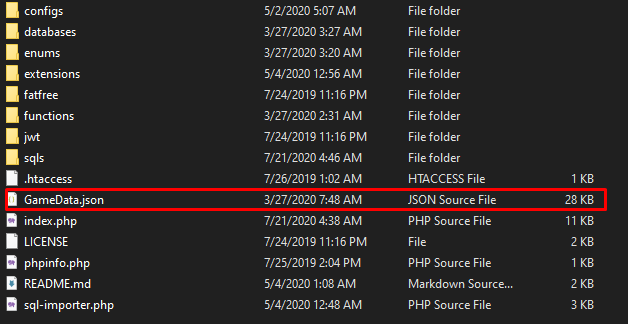 configs 5/2/2020 5:07 AM File folder
databases 3/27/2020 3:27 AM File folder
enums 3/27/2020 3:20 AM File folder
extensions 5/4/2020 12:56 AM File folder
fatfree 7/24/2019 11:16 PM File folder
functions 3/27/2020 2:31 AM File folder
jwt 7/24/2019 11:16 PM File folder
sqls 7/21/2020 4:46 AM File folder
.htaccess 7/26/2019 1:02 AM HTACCESS File 1 KB
GameData.json 3/27/2020 7:48 AM JSON Source File 28 KB
index.php 7/21/2020 4:38 AM PHP Source File 11 KB
LICENSE 7/24/2019 11:16 PM File 2 KB
phpinfo.php 7/25/2019 2:04 PM PHP Source File 1 KB
README.md 5/4/2020 1:08 AM Markdown Source... 2 KB
sql-importer.php 5/4/2020 12:48 AM PHP Source File 3 KB